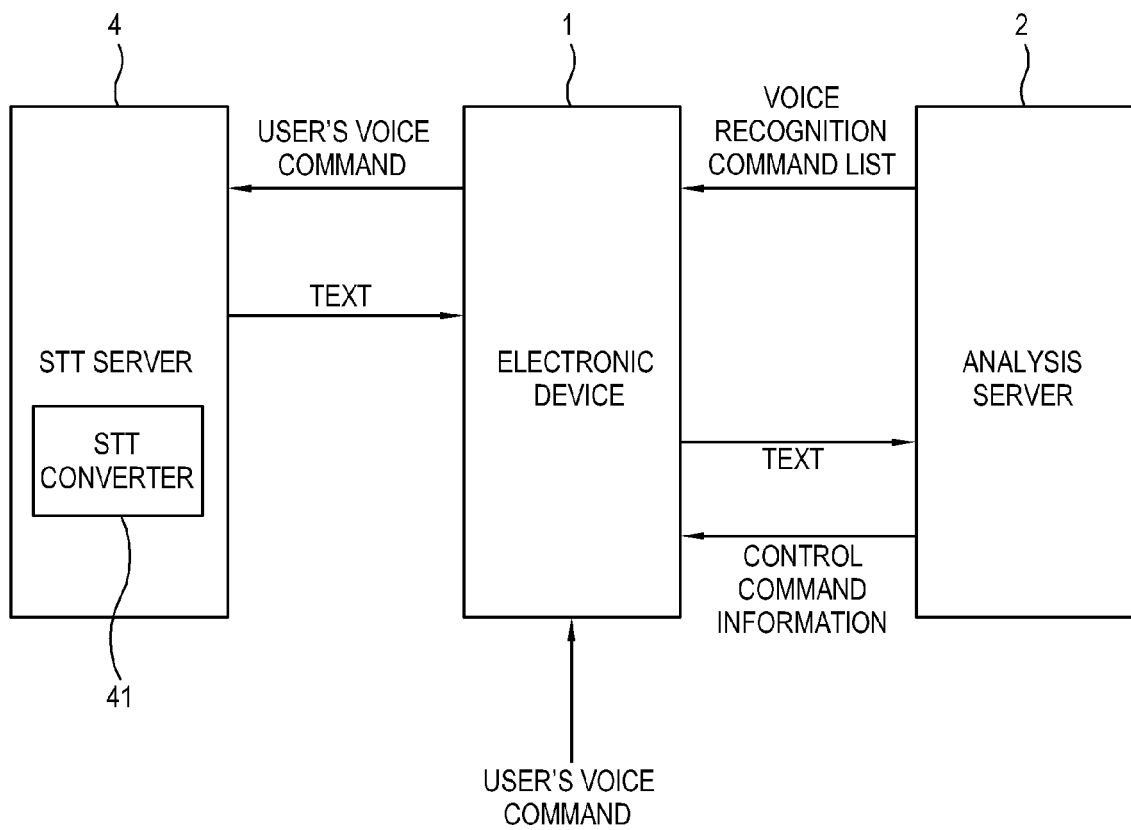 4
1
2
USER'S VOICE
COMMAND
VOICE
RECOGNITION
COMMAND LIST
TEXT
STT SERVER
STT
CONVERTER
ELECTRONIC
DEVICE
ANALYSIS
SERVER
TEXT
CONTROL
COMMAND
INFORMATION
41
USER'S VOICE
COMMAND